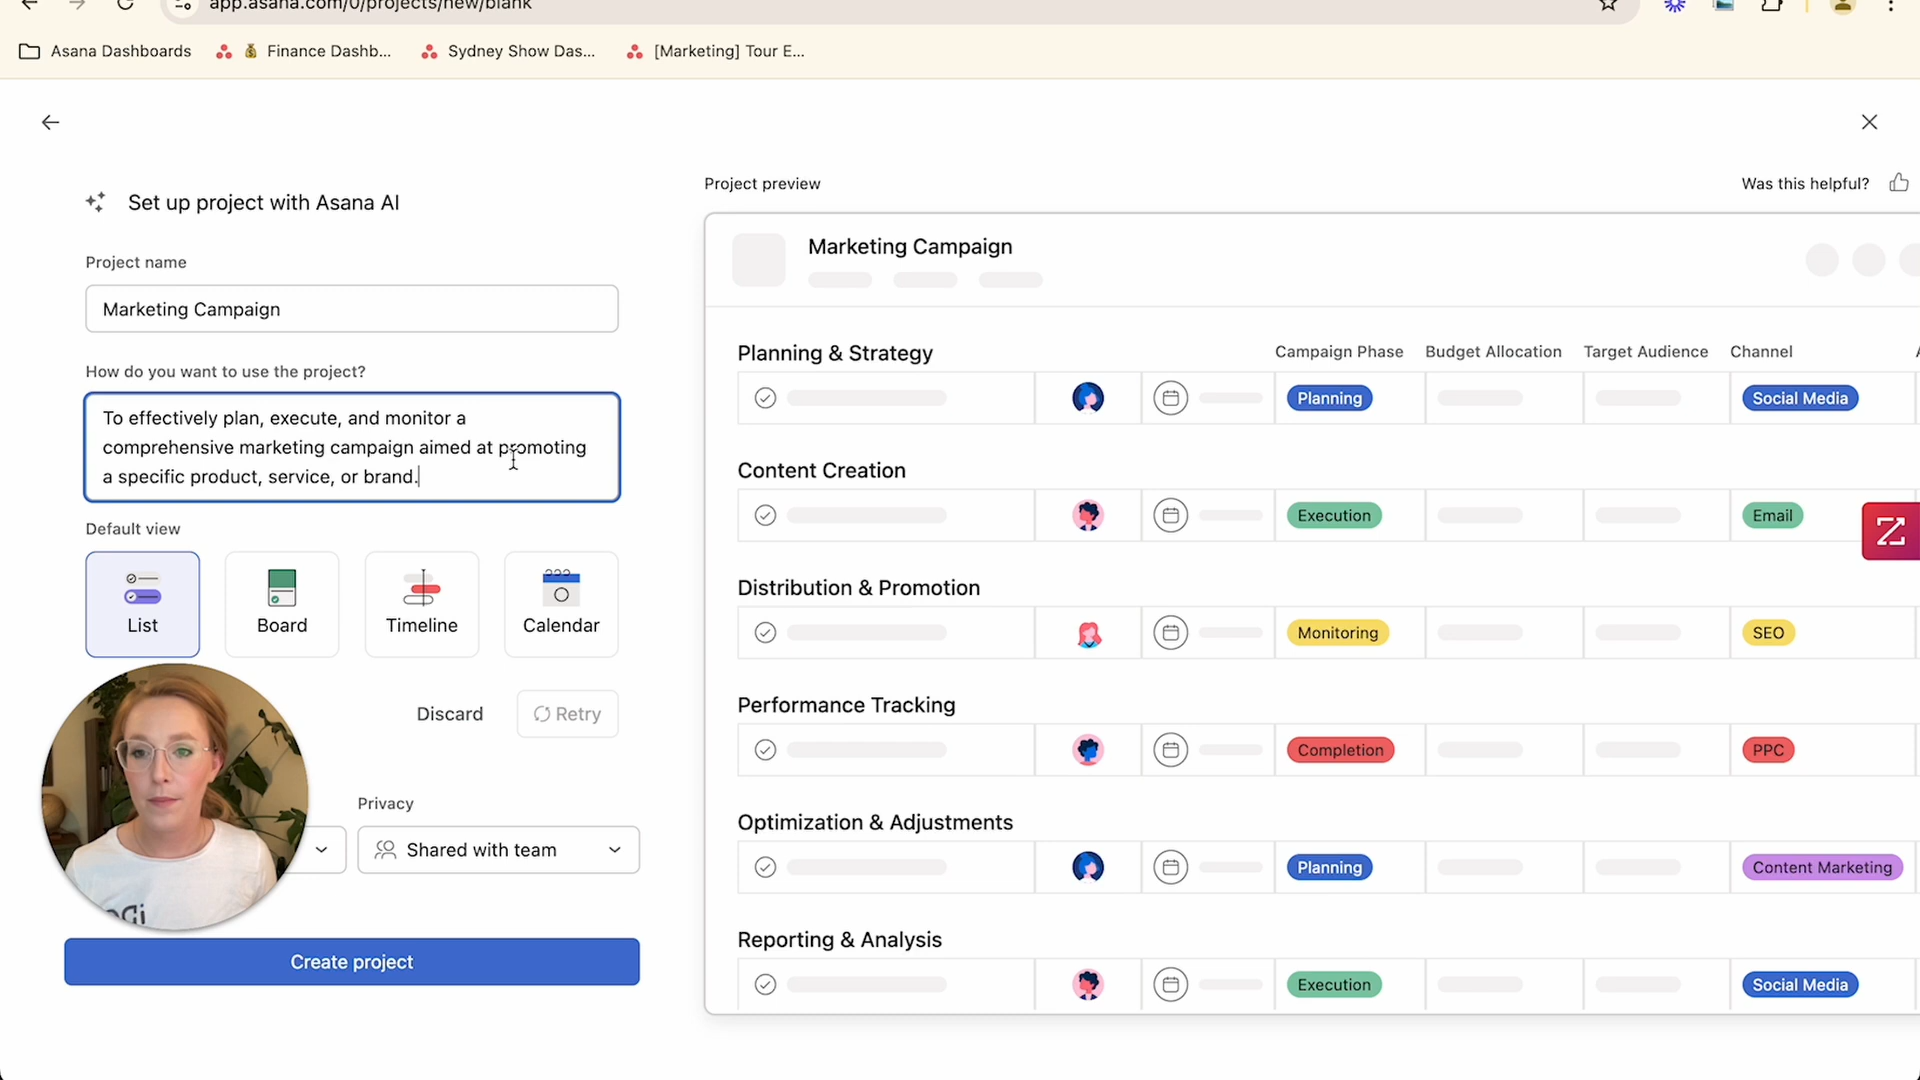 app.asana.com/0/projects/new/blank
Asana Dashboards
Finance Dashb...
Sydney Show Das...
[Marketing] Tour E...
Set up project with Asana AI
Project name
Marketing Campaign
How do you want to use the project?
To effectively plan, execute, and monitor a
comprehensive marketing campaign aimed at promoting
a specific product, service, or brand.
Default view
List
Board
Timeline
Calendar
Discard
Retry
Privacy
Shared with team
Create project
Project preview
Was this helpful?
Marketing Campaign
Planning & Strategy
Campaign Phase
Budget Allocation
Target Audience
Channel
Planning
Social Media
Content Creation
Execution
Email
Distribution & Promotion
Monitoring
SEO
Performance Tracking
Completion
PPC
Optimization & Adjustments
Planning
Content Marketing
Reporting & Analysis
Execution
Social Media